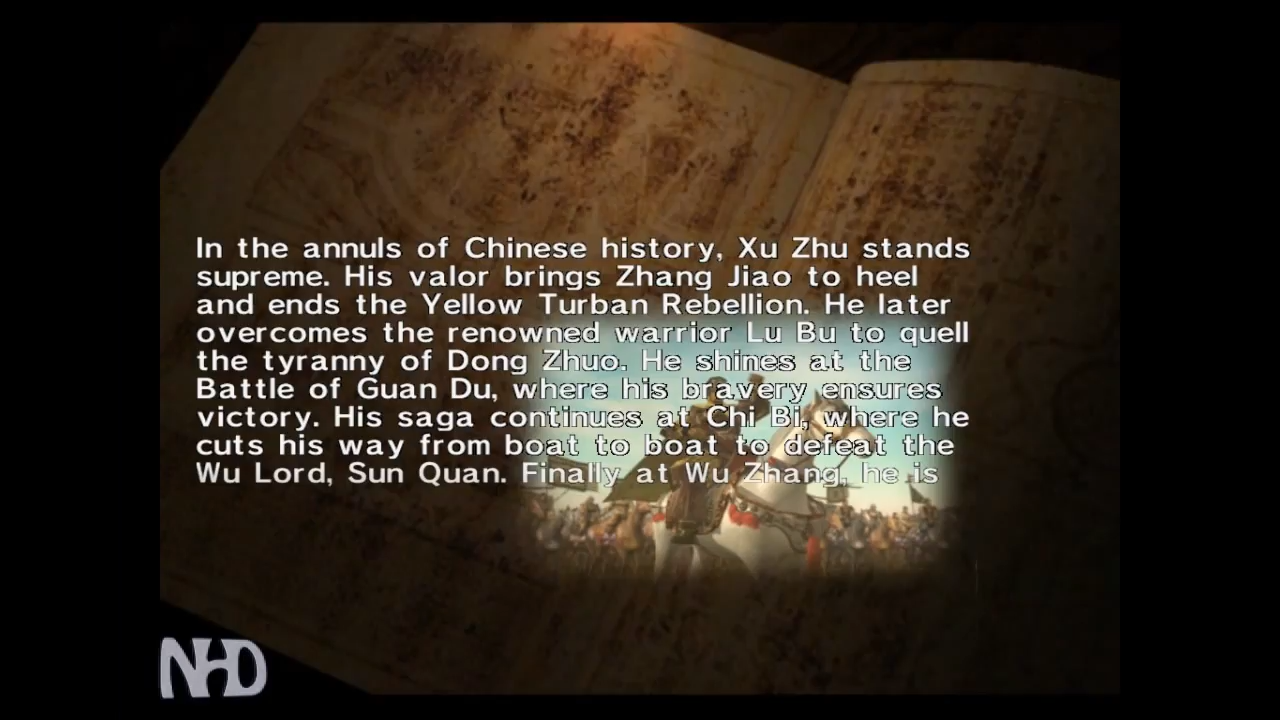 In the annuls of Chinese history, Xu Zhu stands
supreme. His valor brings Zhang Jiao to heel
and ends the Yellow Turban Rebellion. He later
overcomes the renowned warrior Lu Bu to quell
the tyranny of Dong Zhuo. He shines at the
Battle of Guan Du, where his bravery ensures
victory. His saga continues at Chi Bi, where he
cuts his way from boat to boat to defeat the
Wu Lord, Sun Quan. Finally at Wu Zhang, he is
NHD